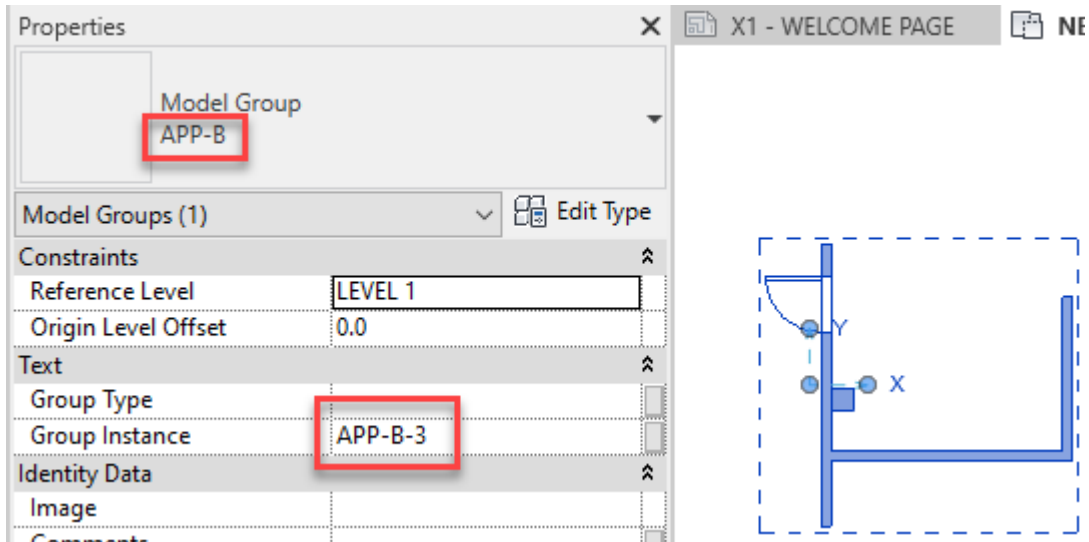 Properties
X1 - WELCOME PAGE
NE
Model Group
APP-B
Model Groups (1)
Edit Type
Constraints
Reference Level LEVEL 1
Origin Level Offset 0.0
Text
Group Type
Group Instance APP-B-3
Identity Data
Image
Comments
Y
X